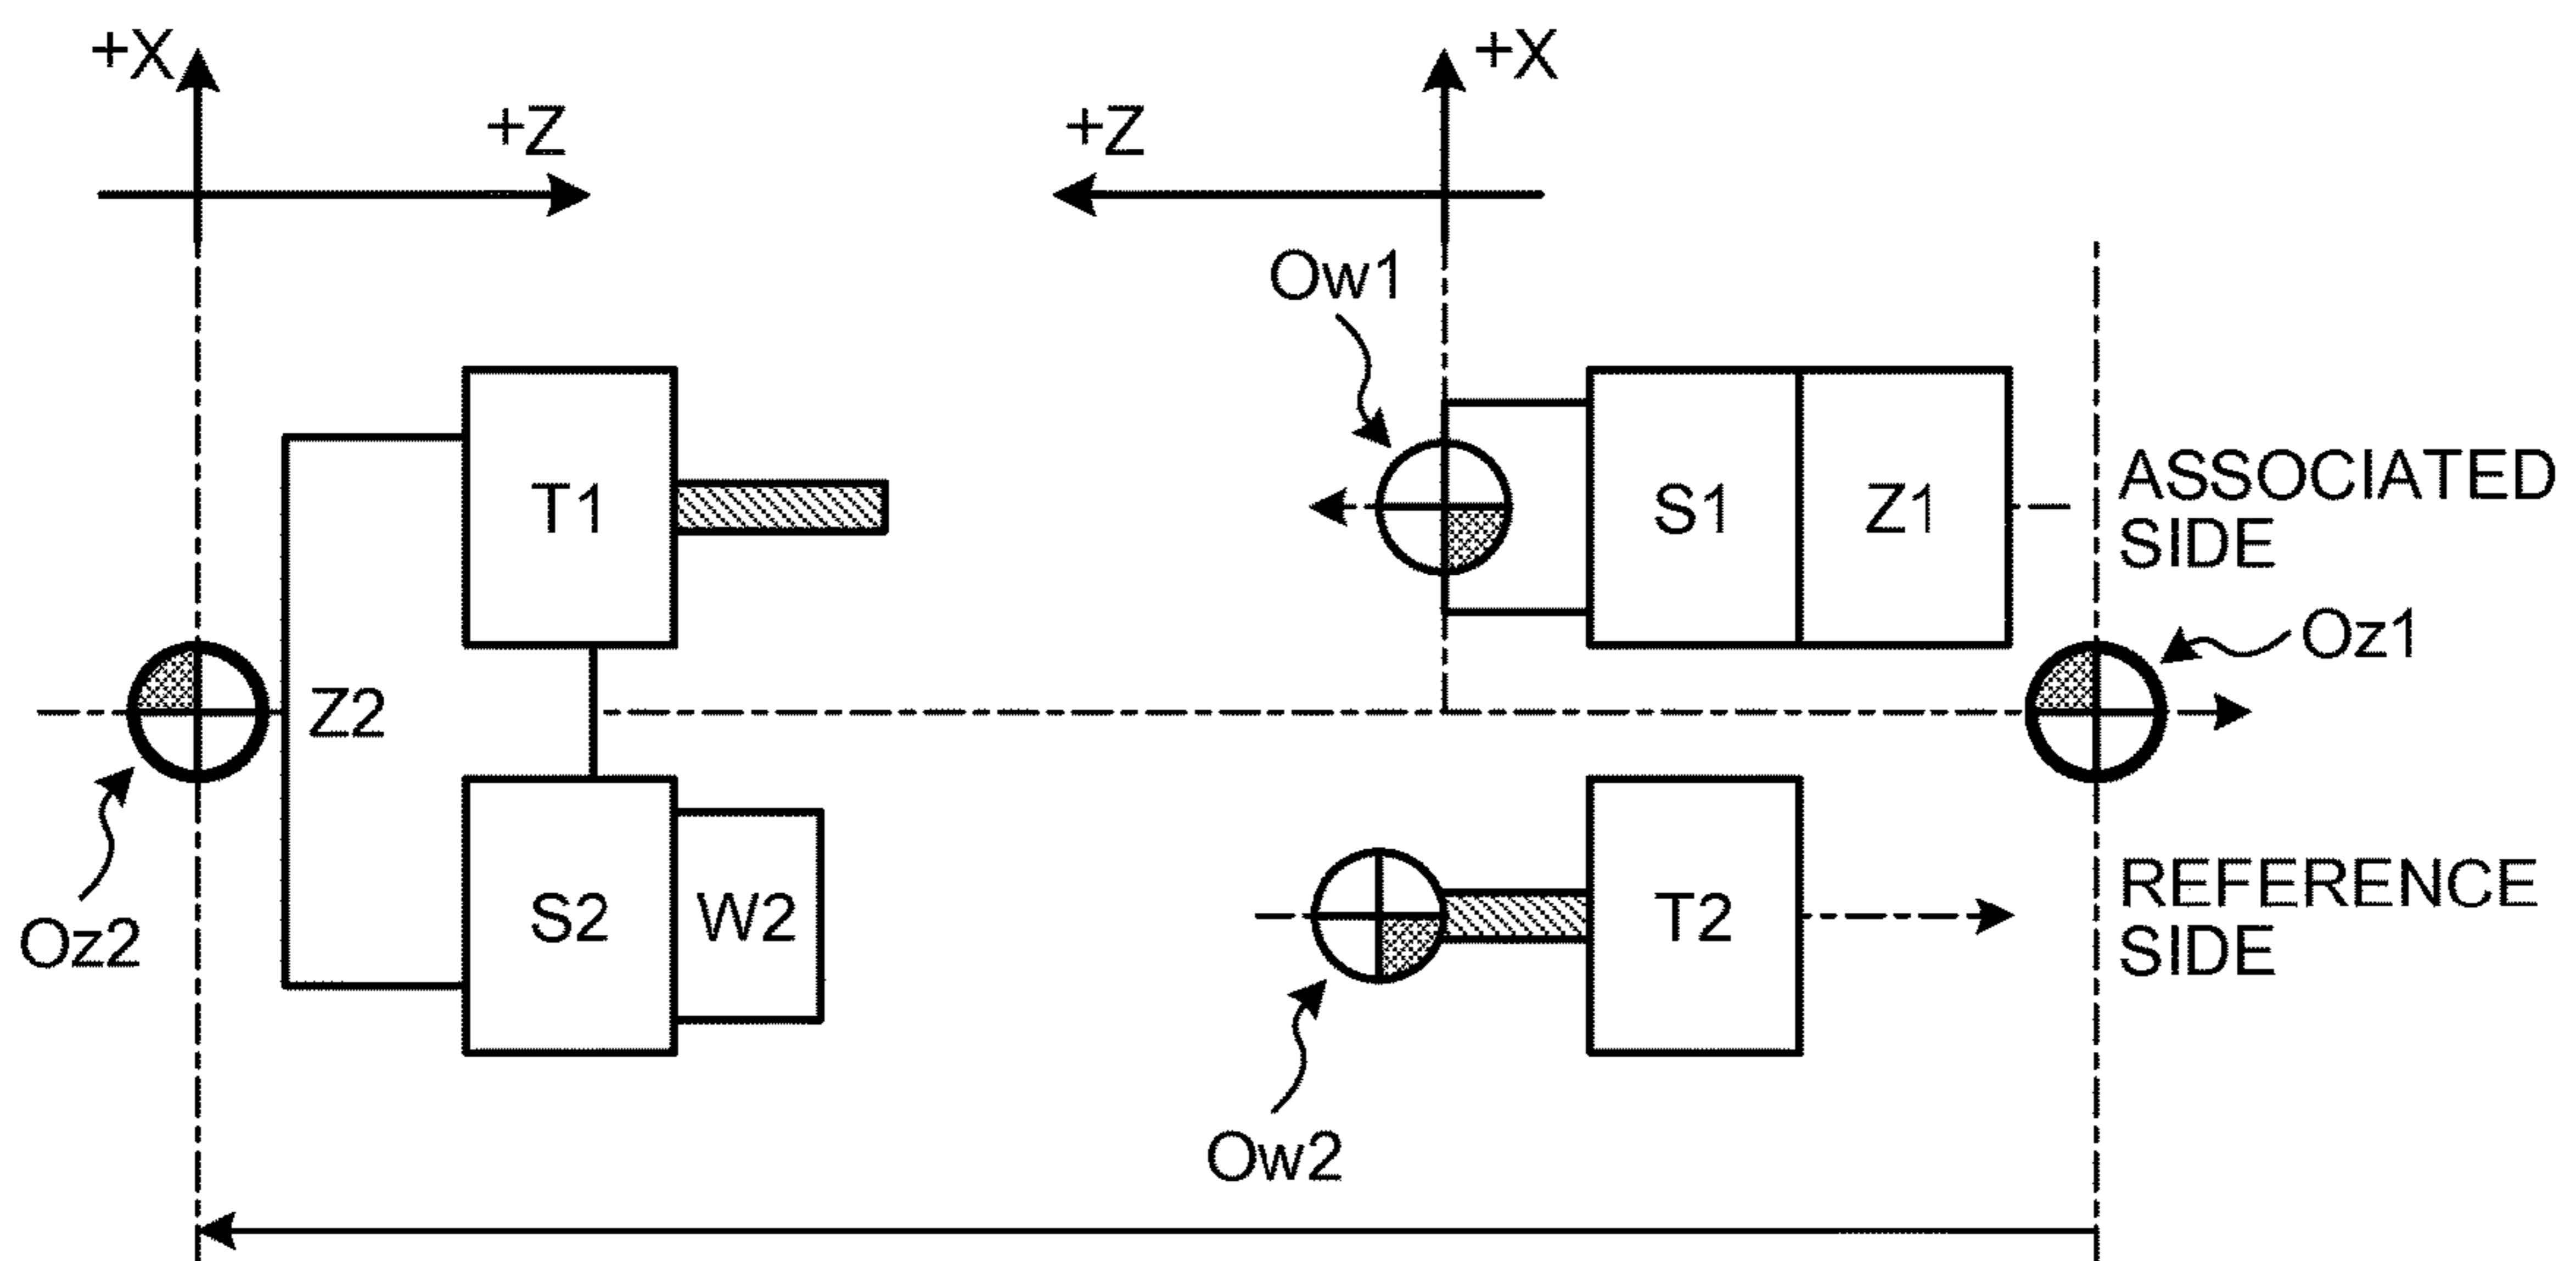 +X
+X
+Z
+Z
Ow1
T1
S1
Z1
ASSOCIATED
SIDE
Oz1
Z2
S2
W2
T2
REFERENCE
SIDE
Oz2
Ow2